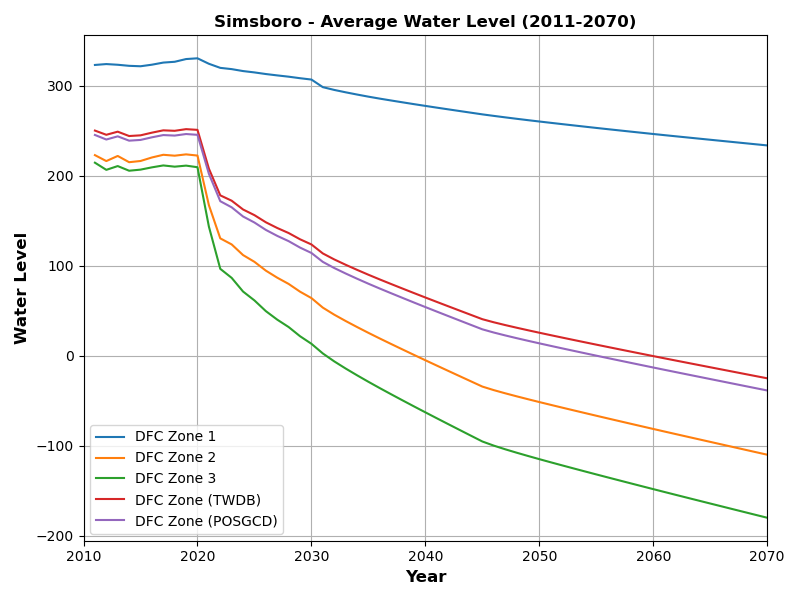 Simsboro - Average Water Level (2011-2070)
Water Level
300
200
100
0
−100
−200
DFC Zone 1
DFC Zone 2
DFC Zone 3
DFC Zone (TWDB)
DFC Zone (POSGCD)
2010 2020 2030 2040 2050 2060 2070
Year